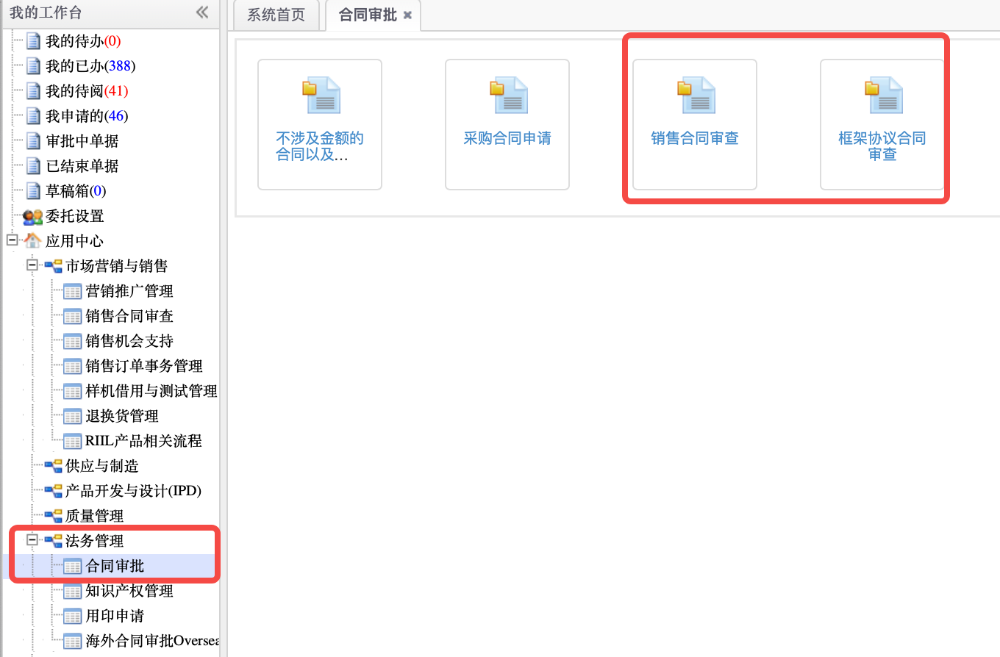 我的工作台
我的待办(0)
我的已办(388)
我的待阅(41)
我申请的(46)
审批中单据
已结束单据
草稿箱(0)
委托设置
应用中心
市场营销与销售
营销推广管理
销售合同审查
销售机会支持
销售订单事务管理
样机借用与测试管理
退换货管理
RIIL产品相关流程
供应与制造
产品开发与设计(IPD)
质量管理
法务管理
合同审批
知识产权管理
用印申请
海外合同审批Oversea
系统首页
合同审批
不涉及金额的
合同以及...
采购合同申请
销售合同审查
框架协议合同
审查